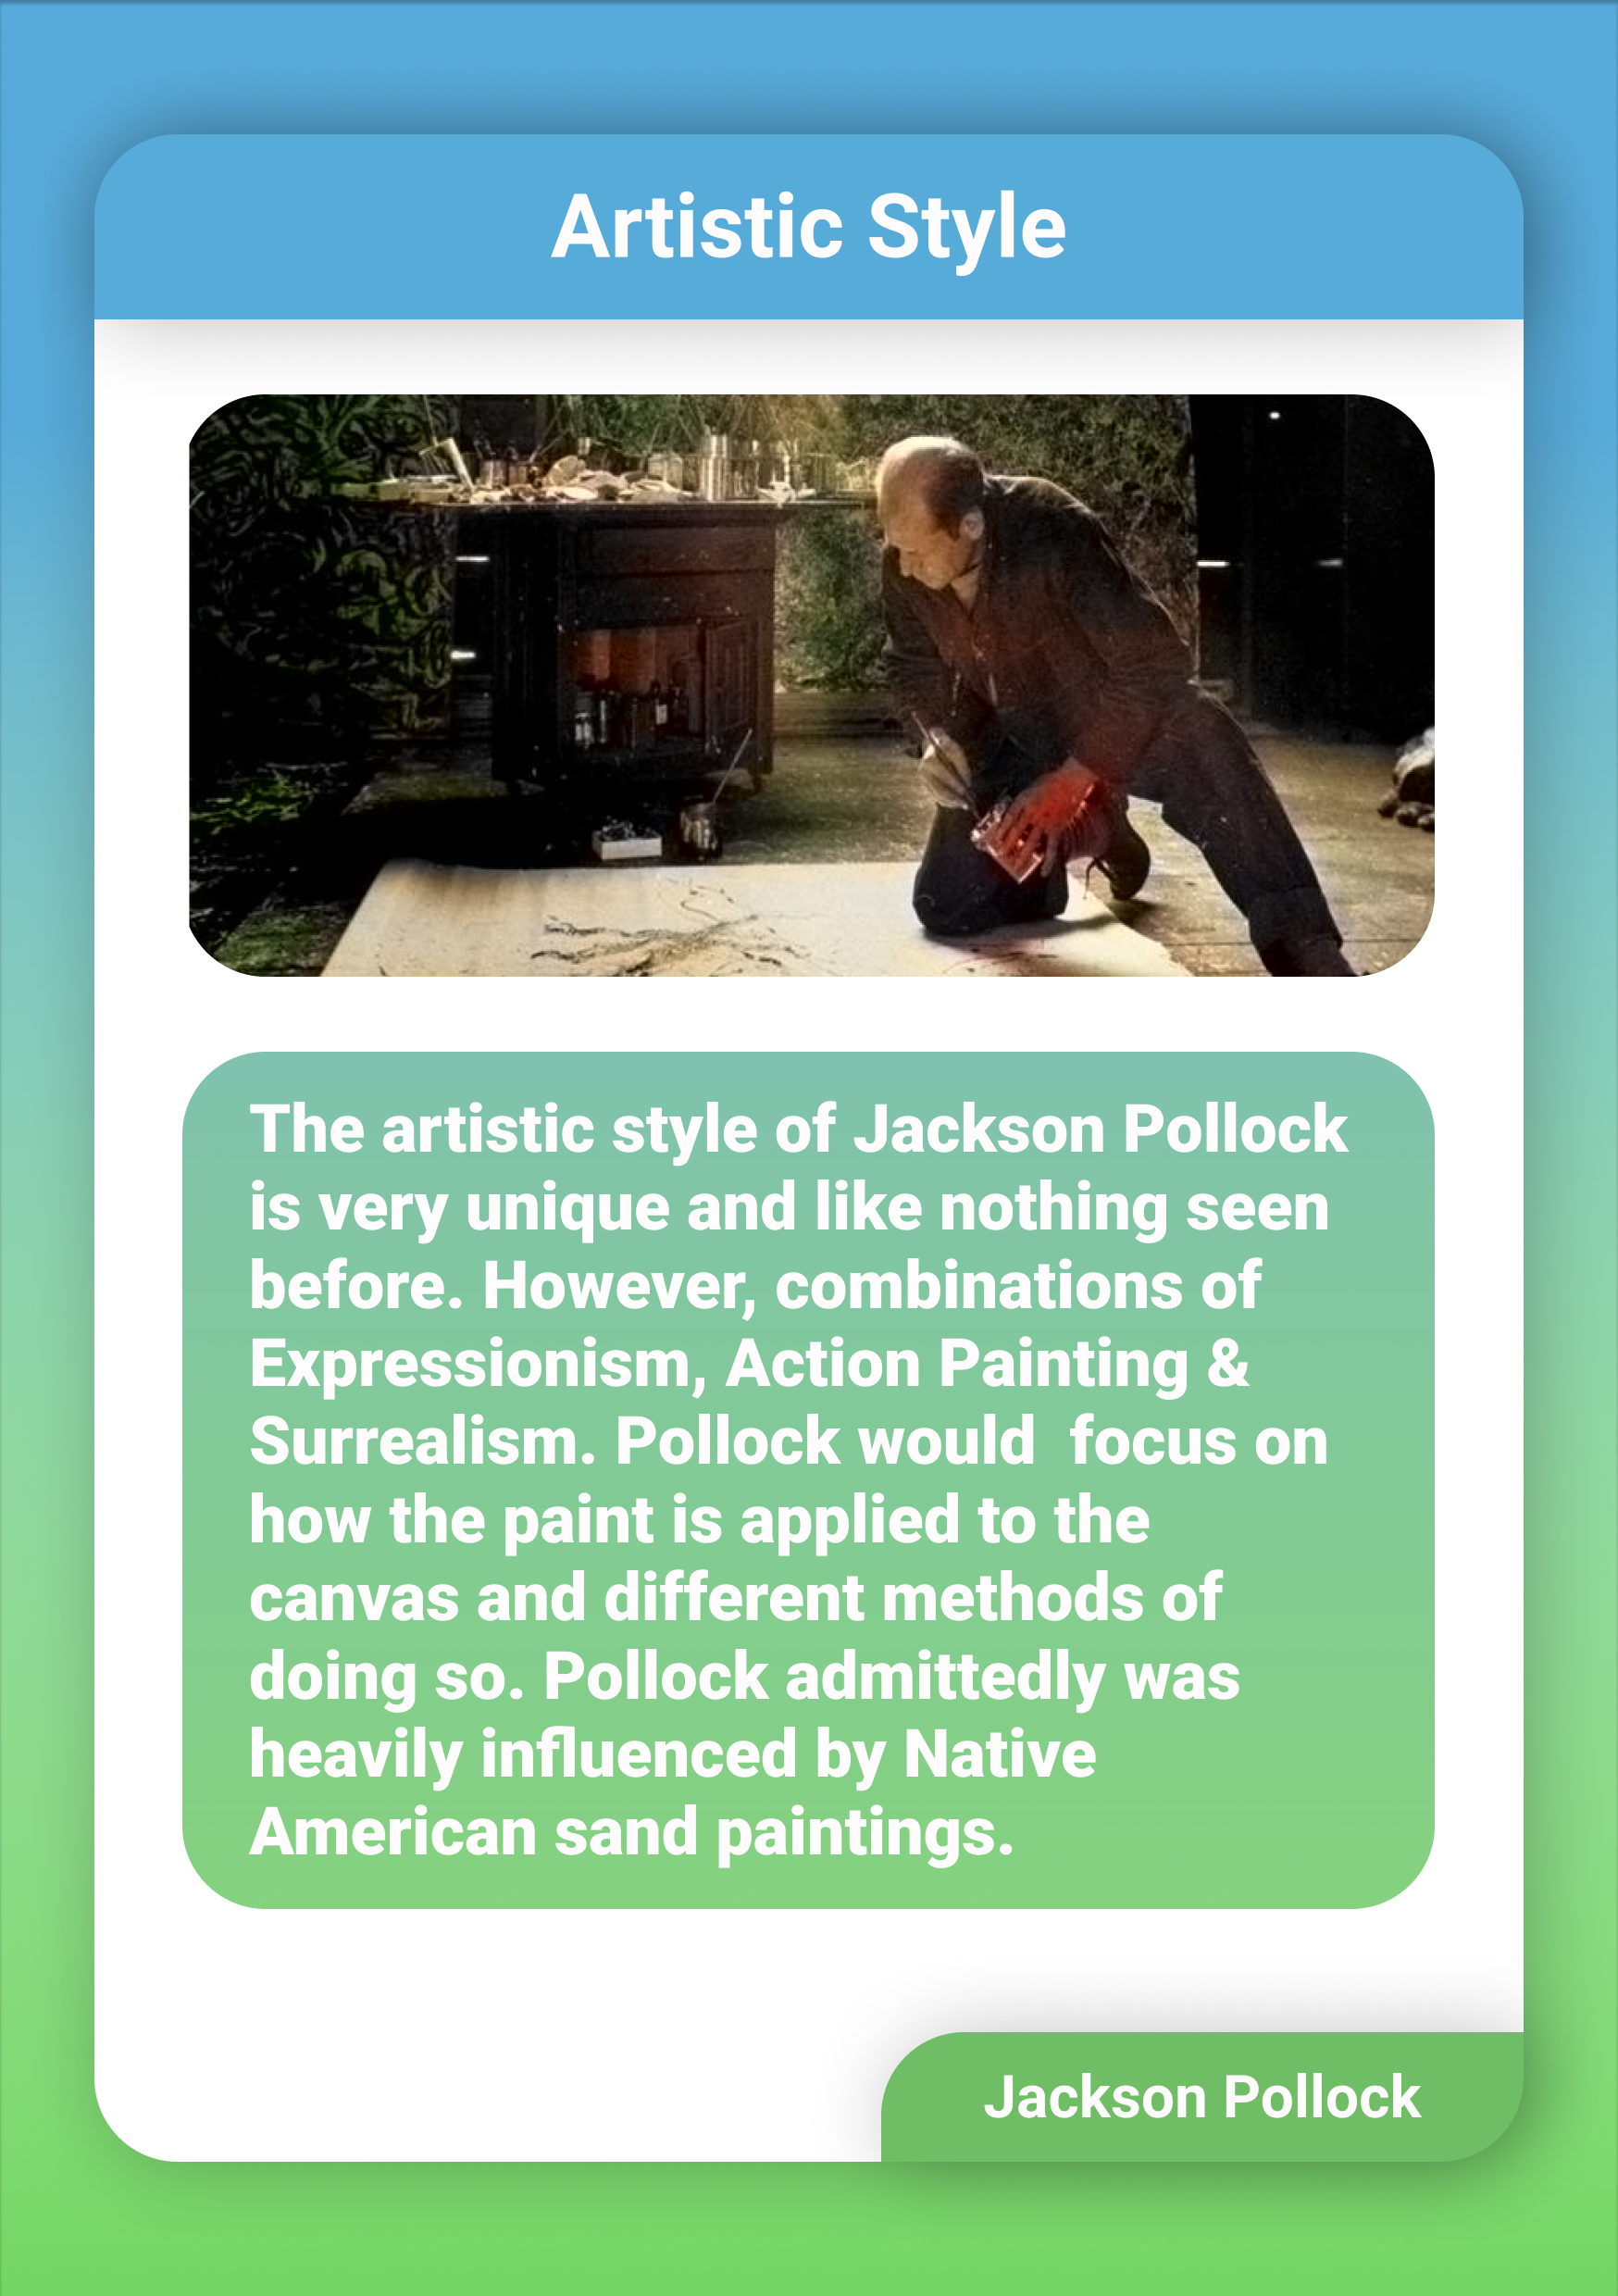 Artistic Style
The artistic style of Jackson Pollock
is very unique and like nothing seen
before. However, combinations of
Expressionism, Action Painting &
Surrealism. Pollock would  focus on
how the paint is applied to the
canvas and different methods of
doing so. Pollock admittedly was
heavily influenced by Native
American sand paintings.
Jackson Pollock